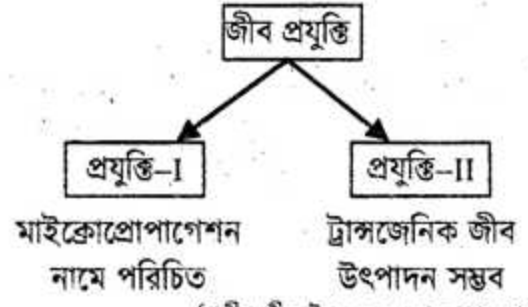 জীব প্রযুক্তি
প্রযুক্তি–I
প্রযুক্তি–II
মাইক্রোপ্রোপাগেশন
নামে পরিচিত
ট্রান্সজেনিক জীব
উৎপাদন সম্ভব